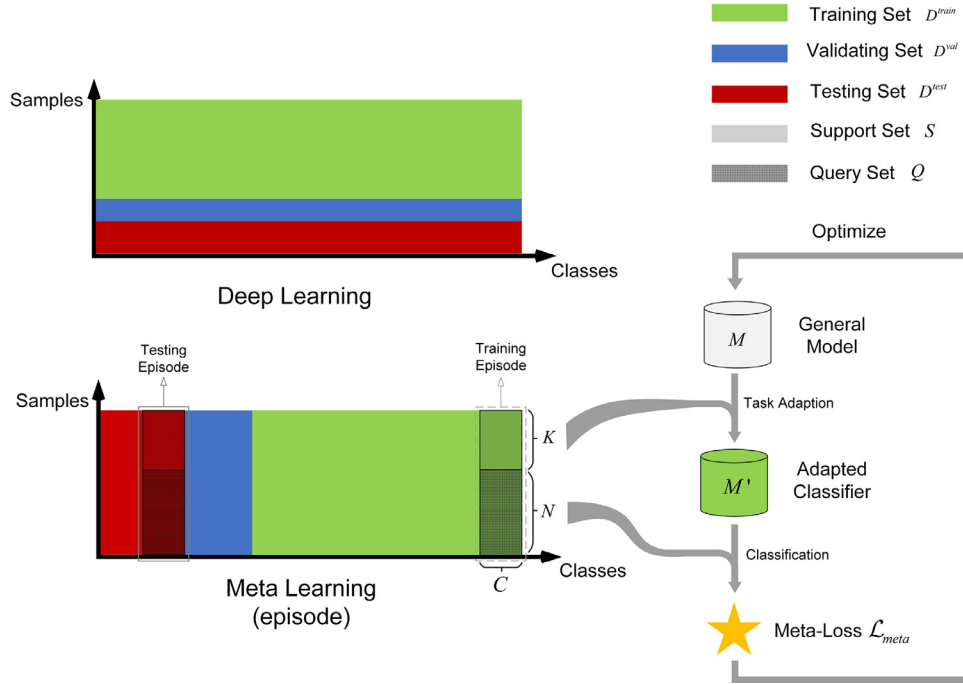 Training Set D^train
Validating Set D^val
Testing Set D^test
Support Set S
Query Set Q
Samples
Classes
Deep Learning
Optimize
M
General
Model
Testing
Episode
Training
Episode
Samples
K
Task Adaption
N
M'
Adapted
Classifier
Classification
Classes
C
Meta Learning
(episode)
Meta-Loss ℒ_meta